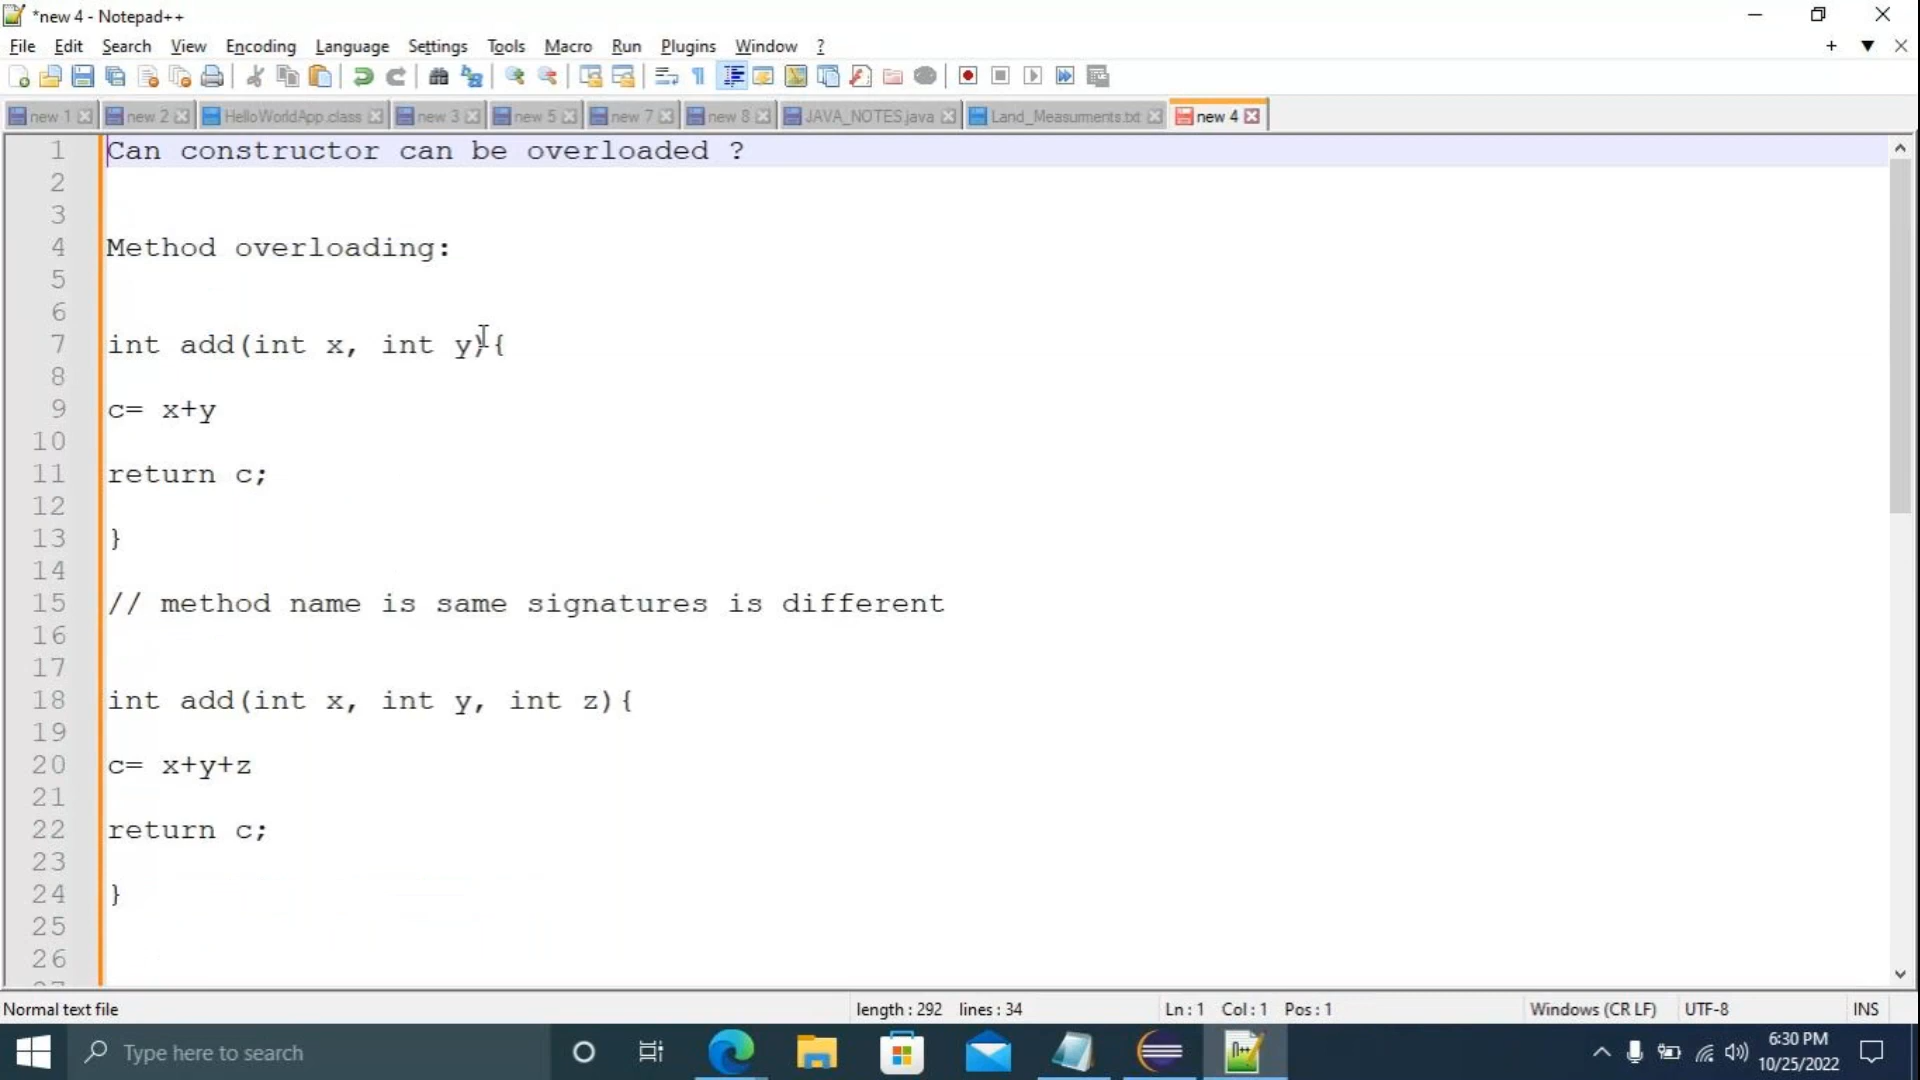 *new 4 - Notepad++
File Edit Search View Encoding Language Settings Tools Macro Run Plugins Window ?
new 1 new 2 HelloWorldApp.class new 3 new 5 new 7 new 8 JAVA_NOTES.java Land_Measurments.txt new 4
1 Can constructor can be overloaded ?
2
3
4 Method overloading:
5
6
7 int add(int x, int y){
8
9 c= x+y
10
11 return c;
12
13 }
14
15 // method name is same signatures is different
16
17
18 int add(int x, int y, int z){
19
20 c= x+y+z
21
22 return c;
23
24 }
25
26
Normal text file length : 292 lines : 34 Ln : 1 Col : 1 Pos : 1 Windows (CR LF) UTF-8 INS
Type here to search
6:30 PM
10/25/2022